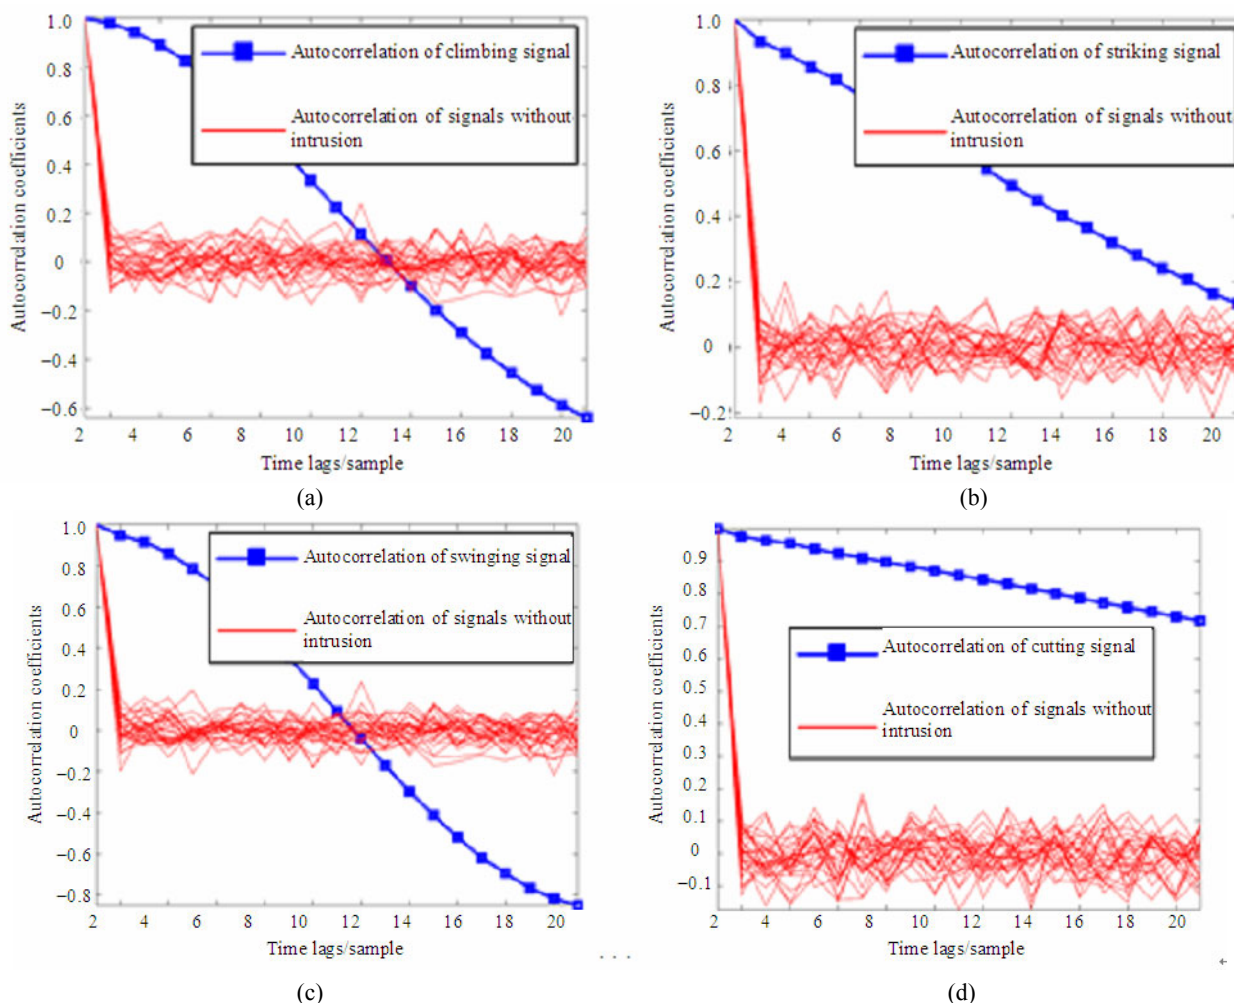 1.0
0.8
0.6
0.4
0.2
0
−0.2
−0.4
−0.6
Autocorrelation coefficients
Autocorrelation of climbing signal
Autocorrelation of signals without
intrusion
2 4 6 8 10 12 14 16 18 20
Time lags/sample
(a)
1.0
0.8
0.6
0.4
0.2
0
−0.2
Autocorrelation coefficients
Autocorrelation of striking signal
Autocorrelation of signals without
intrusion
2 4 6 8 10 12 14 16 18 20
Time lags/sample
(b)
1.0
0.8
0.6
0.4
0.2
0
−0.2
−0.4
−0.6
−0.8
Autocorrelation coefficients
Autocorrelation of swinging signal
Autocorrelation of signals without
intrusion
2 4 6 8 10 12 14 16 18 20
Time lags/sample
. . .
(c)
0.9
0.8
0.9
0.6
0.5
0.4
0.3
0.2
0.1
0
−0.1
Autocorrelation coefficients
Autocorrelation of cutting signal
Autocorrelation of signals without
intrusion
2 4 6 8 10 12 14 16 18 20
Time lags/sample
(d)